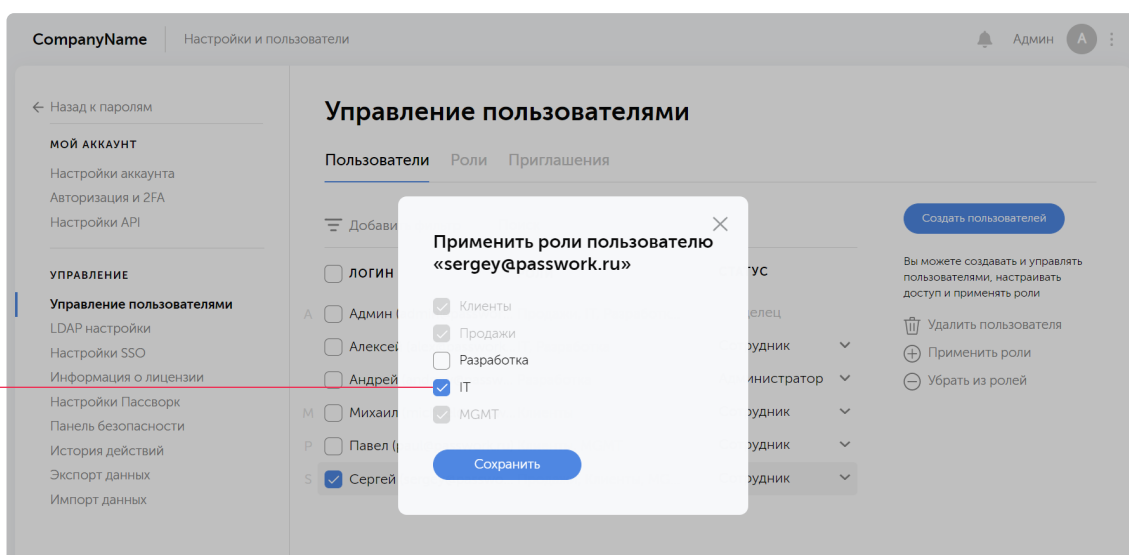 CompanyName
Настройки и пользователи
Админ
А
Назад к паролям
МОЙ АККАУНТ
Настройки аккаунта
Авторизация и 2FA
Настройки API
УПРАВЛЕНИЕ
Управление пользователями
LDAP настройки
Настройки SSO
Информация о лицензии
Настройки Пассворк
Панель безопасности
История действий
Экспорт данных
Импорт данных
Управление пользователями
Пользователи Роли Приглашения
Добави
ЛОГИН
ТУС
А Админ (
елец
Алексей
рудник
Андрей
инистратор
М Михаил
рудник
P Павел (
рудник
S Сергей
рудник
Применить роли пользователю
«sergey@passwork.ru»
Клиенты
Продажи
Разработка
IT
MGMT
Сохранить
Создать пользователей
Вы можете создавать и управлять
пользователями, настраивать
доступ и применять роли
Удалить пользователя
Применить роли
Убрать из ролей